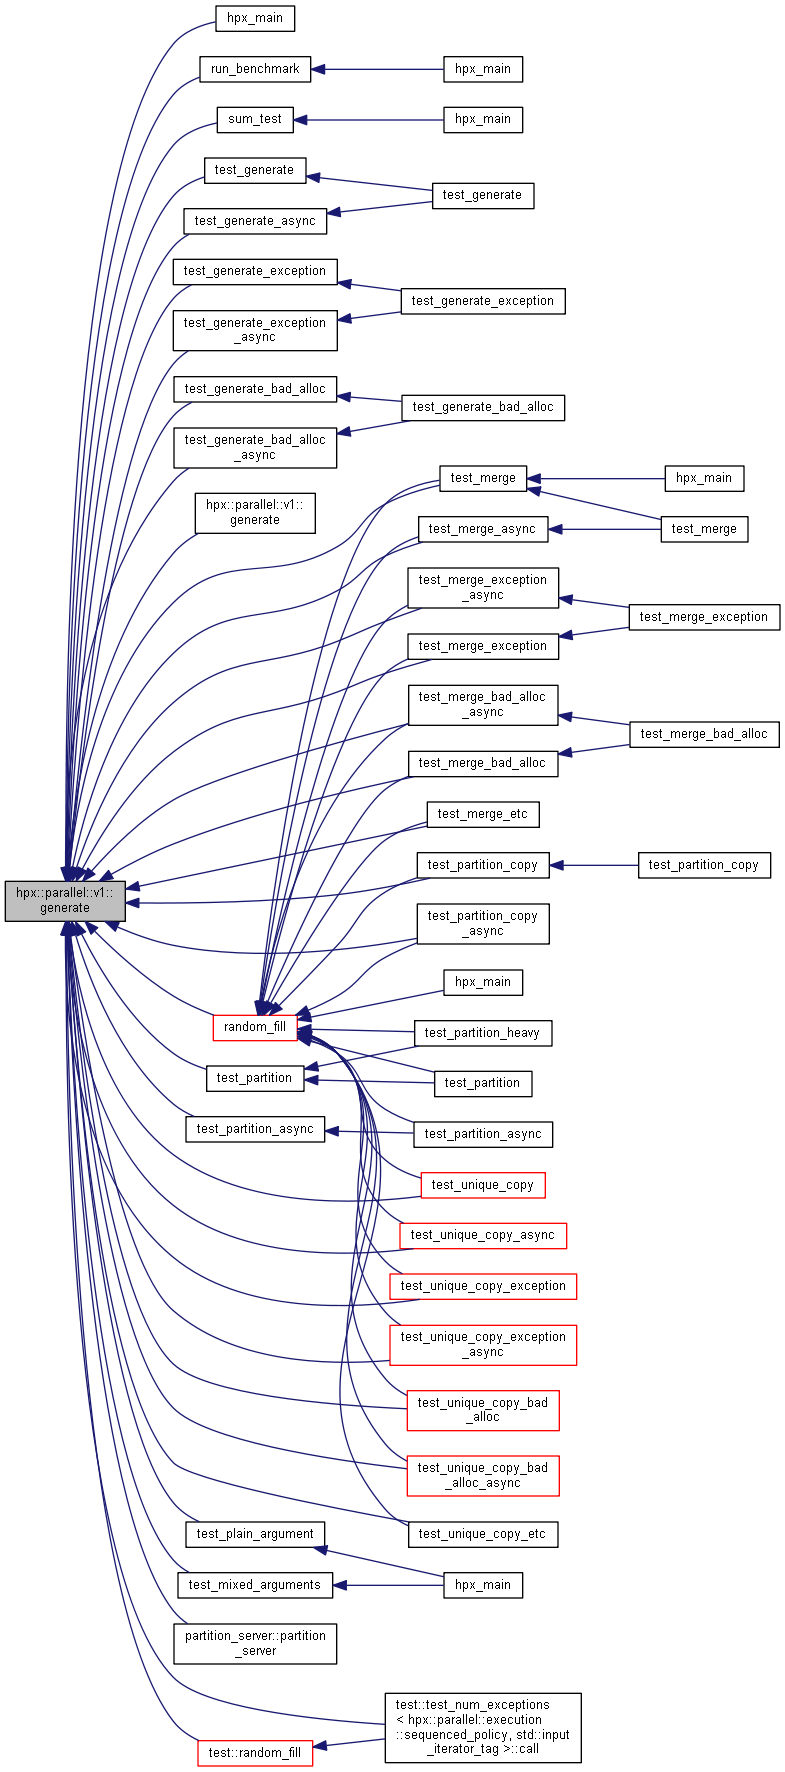 hpx_main
run_benchmark
hpx_main
sum_test
hpx_main
test_generate
test_generate
test_generate_async
test_generate_exception
test_generate_exception
test_generate_exception
_async
test_generate_bad_alloc
test_generate_bad_alloc
test_generate_bad_alloc
_async
test_merge
hpx_main
hpx::parallel::v1::
generate
test_merge_async
test_merge
test_merge_exception
_async
test_merge_exception
test_merge_exception
test_merge_bad_alloc
_async
test_merge_bad_alloc
test_merge_bad_alloc
test_merge_etc
test_partition_copy
test_partition_copy
hpx::parallel::v1::
generate
test_partition_copy
_async
hpx_main
random_fill
test_partition_heavy
test_partition
test_partition
test_partition_async
test_partition_async
test_unique_copy
test_unique_copy_async
test_unique_copy_exception
test_unique_copy_exception
_async
test_unique_copy_bad
_alloc
test_unique_copy_bad
_alloc_async
test_plain_argument
test_unique_copy_etc
test_mixed_arguments
hpx_main
partition_server::partition
_server
test::test_num_exceptions
< hpx::parallel::execution
::sequenced_policy, std::input
_iterator_tag >::call
test::random_fill